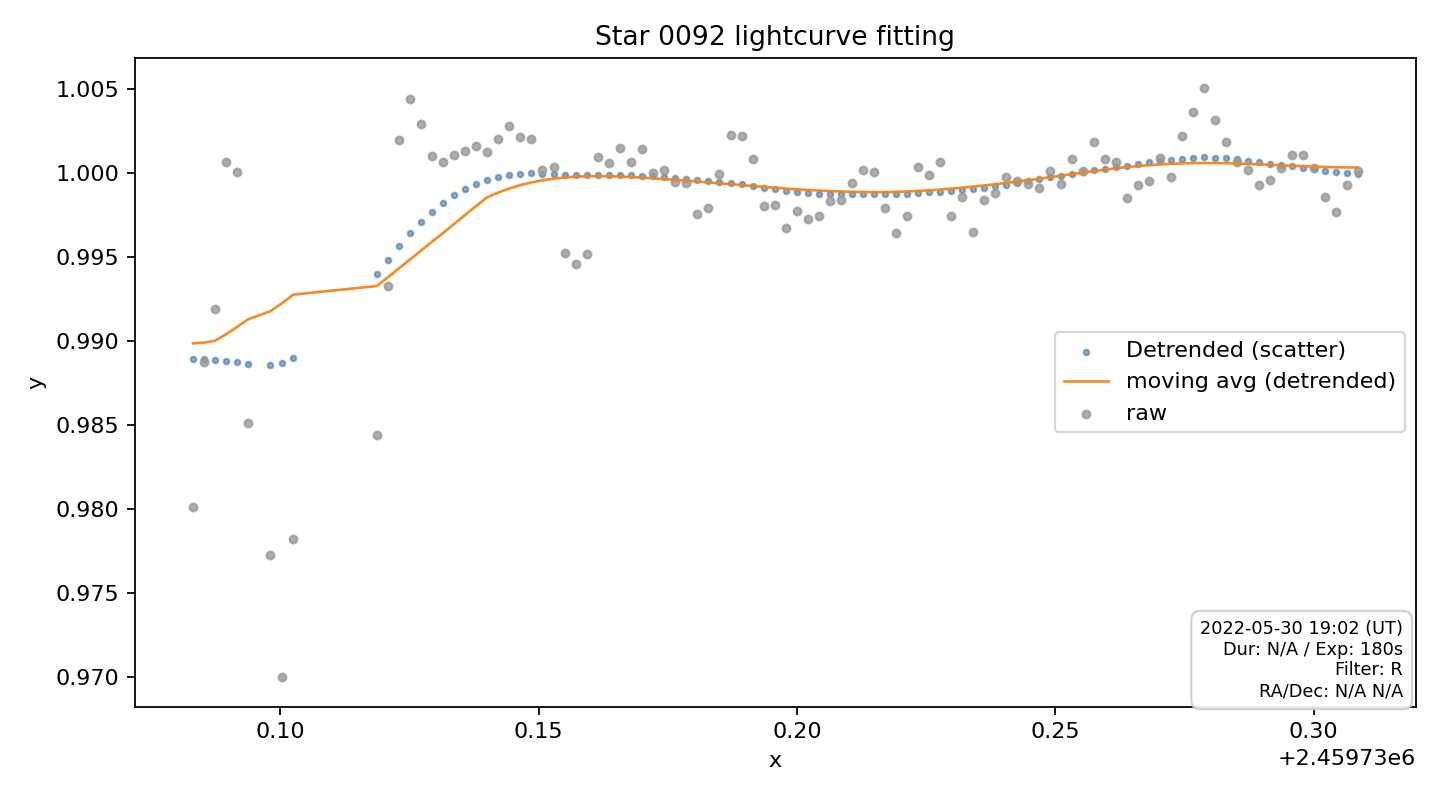 Star 0092 lightcurve fitting
y
1.005
1.000
0.995
0.990
0.985
0.980
0.975
0.970
Detrended (scatter)
moving avg (detrended)
raw
2022-05-30 19:02 (UT)
Dur: N/A / Exp: 180s
Filter: R
RA/Dec: N/A N/A
0.10 0.15 0.20 0.25 0.30
x
+2.45973e6